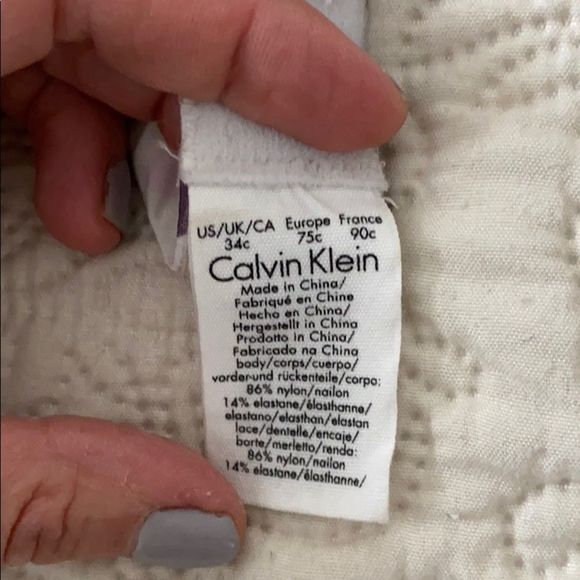 US/UK/CA Europe France
34c 75c 90c
Calvin Klein
Made in China/
Fabriqué en Chine
Hecho en China/
Hergestellt in China
Prodotto in China/
Fabricado na China
body/corps/cuerpo/
vorder-und rückenteile/corpo:
86% nylon/nailon
14% elastane/élasthanne/
elastano/elasthan/elastan
lace/dentelle/encaje/
borte/merletto/renda:
86% nylon/nailon
14% elastane/élasthanne/